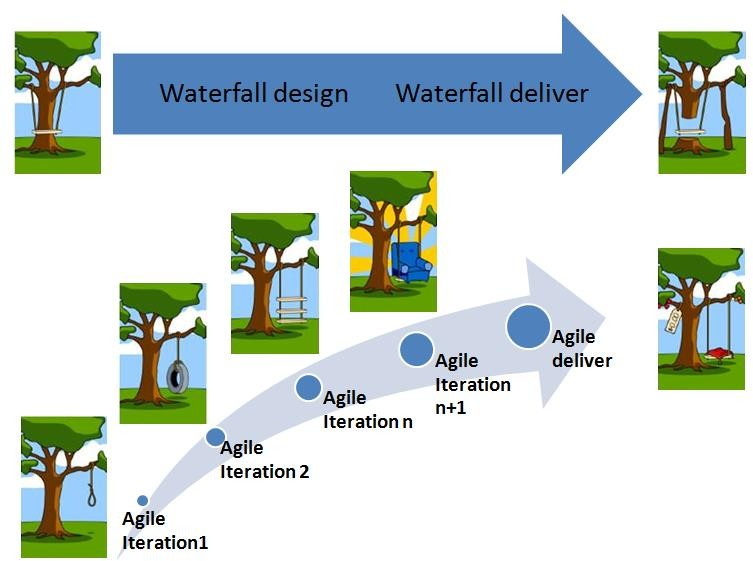 Waterfall design
Waterfall deliver
Agile
deliver
Agile
Iteration
n+1
Agile
Iteration n
Agile
Iteration 2
Agile
Iteration1